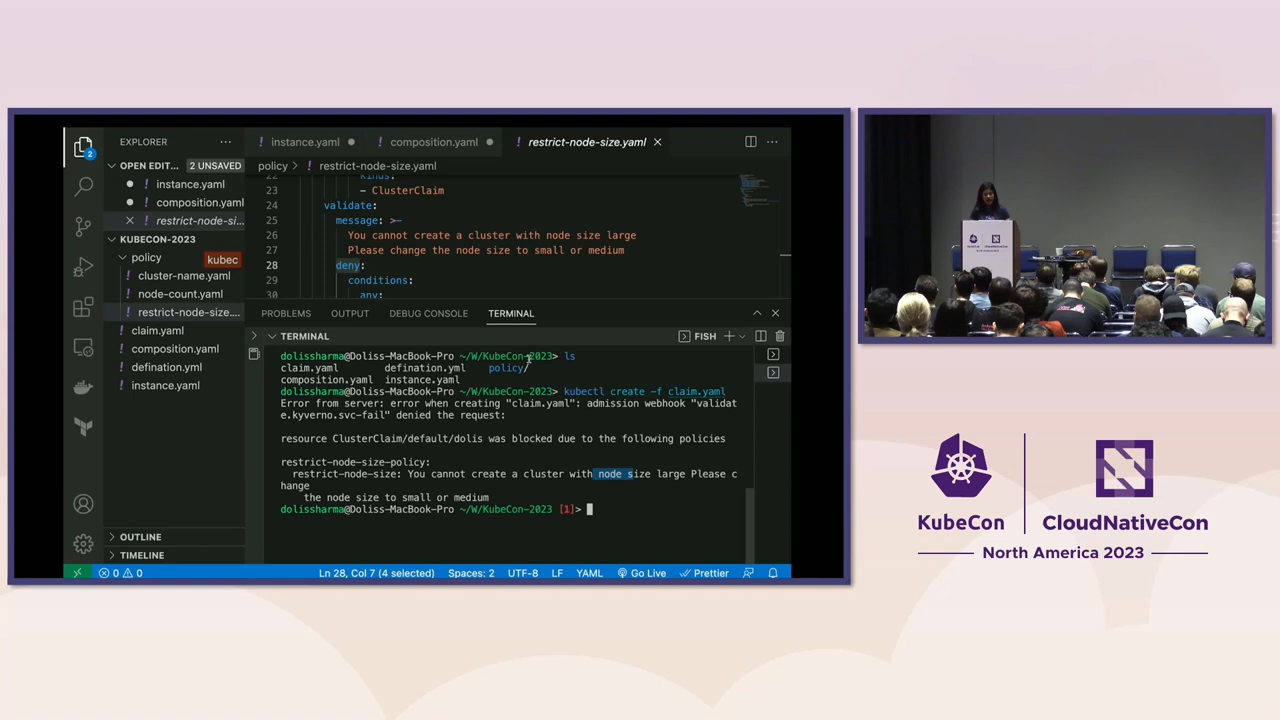 EXPLORER
OPEN EDIT... 2 UNSAVED
instance.yaml
composition.yaml
restrict-node-si...
KUBECON-2023
policy
kubec
cluster-name.yml
node-count.yaml
restrict-node-size....
claim.yaml
composition.yaml
defination.yml
instance.yaml
OUTLINE
TIMELINE
instance.yaml
composition.yaml
restrict-node-size.yaml
policy > restrict-node-size.yaml
22 kinds:
23 - ClusterClaim
24 validate:
25 message: >-
26 You cannot create a cluster with node size large
27 Please change the node size to small or medium
28 deny:
29 conditions:
30 any:
PROBLEMS OUTPUT DEBUG CONSOLE TERMINAL
TERMINAL
FISH
dolissharma@Doliss-MacBook-Pro ~/W/KubeCon-2023> ls
claim.yaml defination.yml policy/
composition.yaml instance.yaml
dolissharma@Doliss-MacBook-Pro ~/W/KubeCon-2023> kubectl create -f claim.yaml
Error from server: error when creating "claim.yaml": admission webhook "validat
e.kyverno.svc-fail" denied the request:
resource ClusterClaim/default/dolis was blocked due to the following policies
restrict-node-size-policy:
restrict-node-size: You cannot create a cluster with node size large Please c
hange
the node size to small or medium
dolissharma@Doliss-MacBook-Pro ~/W/KubeCon-2023 [1]>
2
0 0 Ln 28, Col 7 (4 selected) Spaces: 2 UTF-8 LF YAML Go Live Prettier
KubeCon
CloudNativeCon
North America 2023